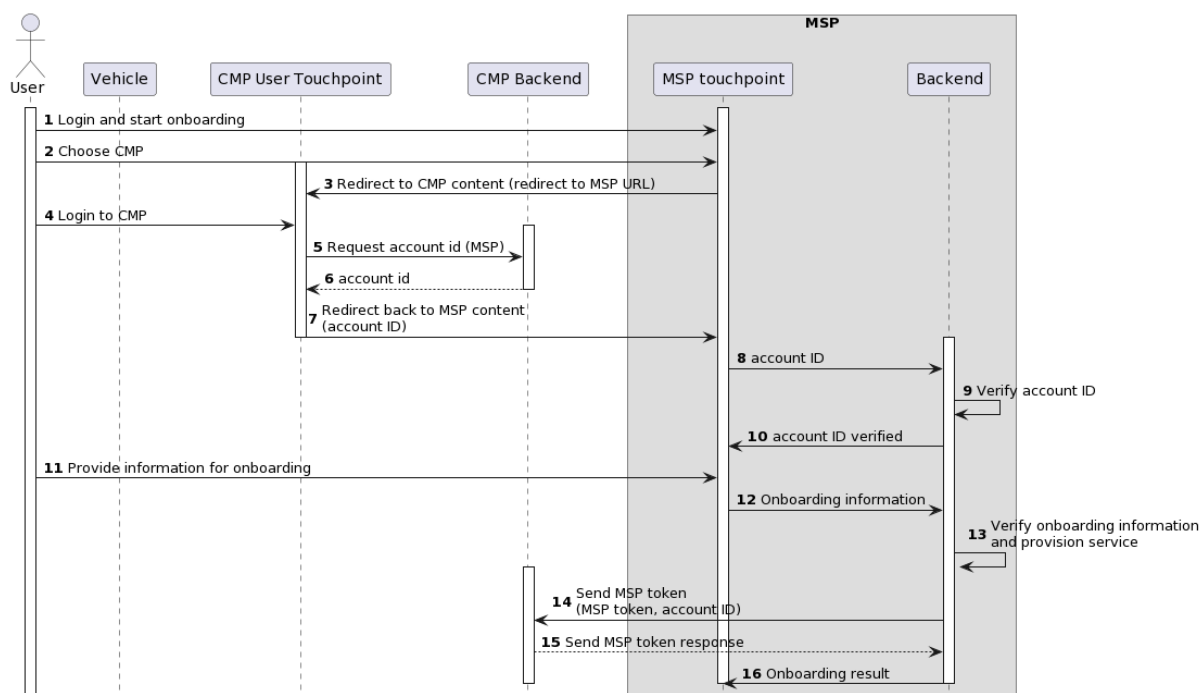 MSP
User
Vehicle
CMP User Touchpoint
CMP Backend
MSP touchpoint
Backend
1 Login and start onboarding
2 Choose CMP
3 Redirect to CMP content (redirect to MSP URL)
4 Login to CMP
5 Request account id (MSP)
6 account id
7 Redirect back to MSP content
(account ID)
8 account ID
9 Verify account ID
10 account ID verified
11 Provide information for onboarding
12 Onboarding information
13 Verify onboarding information
and provision service
14 Send MSP token
(MSP token, account ID)
15 Send MSP token response
16 Onboarding result